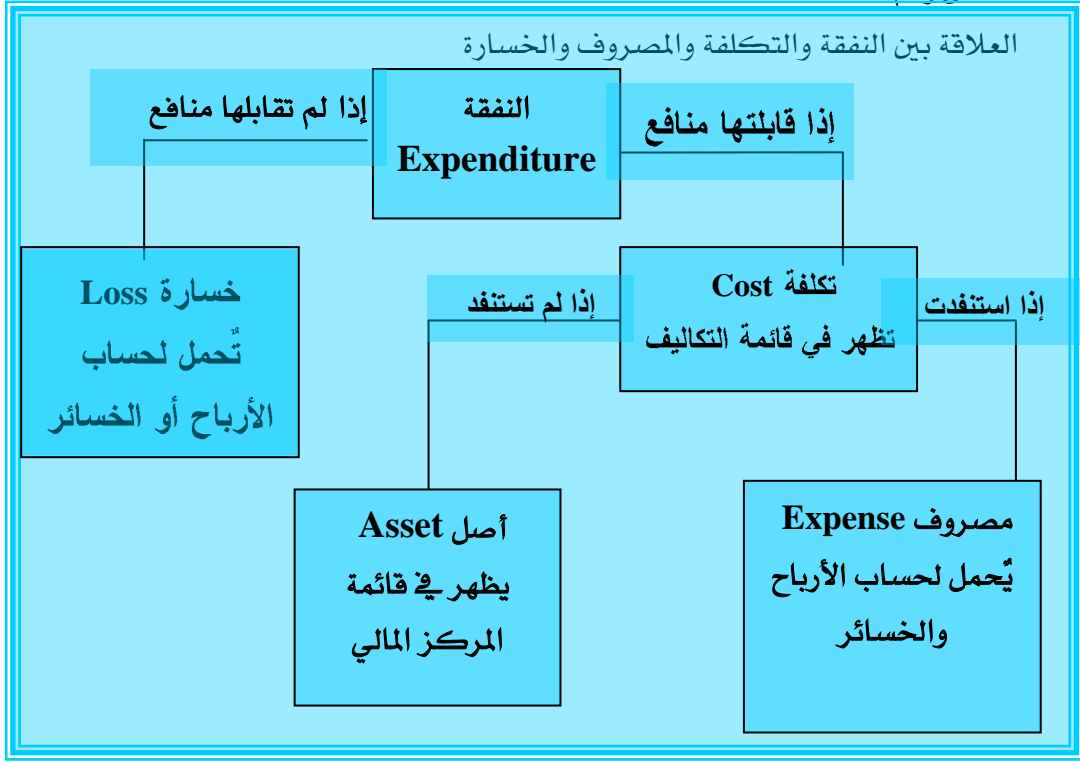 العلاقة بين النفقة والتكلفة والمصروف والخسارة
إذا قابلتها منافع
النفقة
Expenditure
إذا لم تقابلها منافع
تكلفة Cost
تظهر في قائمة التكاليف
خسارة Loss
تٌحمل لحساب
الأرباح أو الخسائر
إذا استنفدت
إذا لم تستنفد
مصروف Expense
يٌحمل لحساب الأرباح
والخسائر
أصل Asset
يظهر في قائمة
المركز المالي